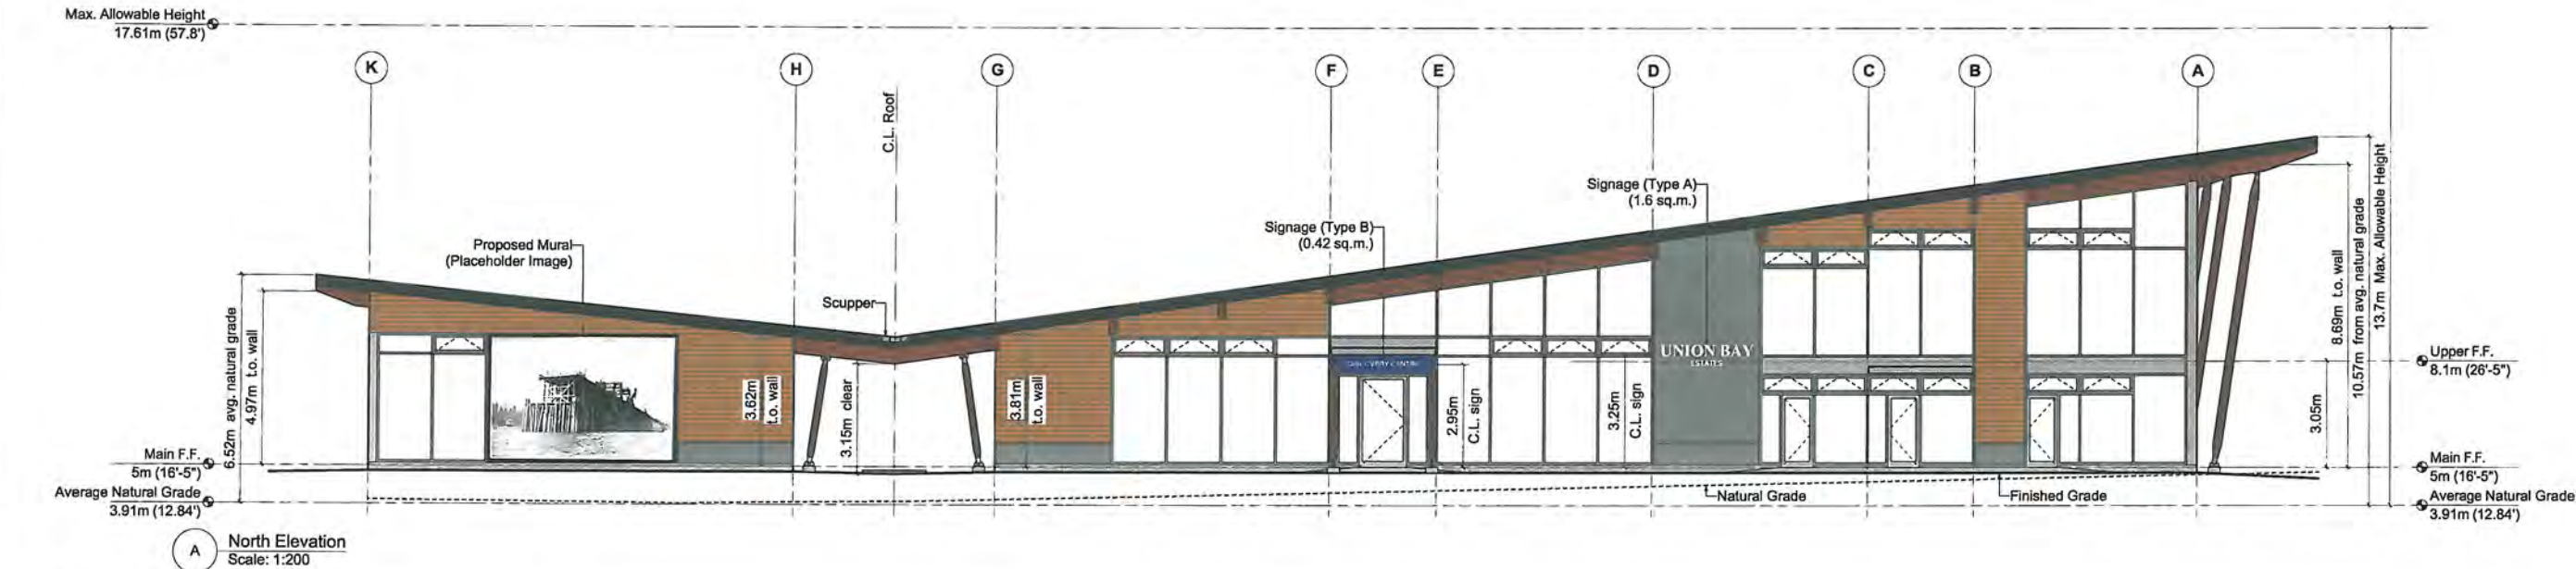 Max. Allowable Height
17.61m (57.8')
K
H
G
F
E
D
C
B
A
C.L. Roof
Signage (Type A)
(1.6 sq.m.)
Signage (Type B)
(0.42 sq.m.)
Proposed Mural
(Placeholder Image)
Scupper
6.52m avg. natural grade
4.97m t.o. wall
3.62m
t.o. wall
3.15m clear
3.81m
t.o. wall
DISCOVERY CENTRE
2.95m
C.L. sign
3.25m
C.L. sign
UNION BAY
ESTATES
8.69m t.o. wall
10.57m from avg. natural grade
13.7m Max. Allowable Height
3.05m
Upper F.F.
8.1m (26'-5")
Main F.F.
5m (16'-5")
Average Natural Grade
3.91m (12.84')
Natural Grade
Finished Grade
Main F.F.
5m (16'-5")
Average Natural Grade
3.91m (12.84')
A
North Elevation
Scale: 1:200